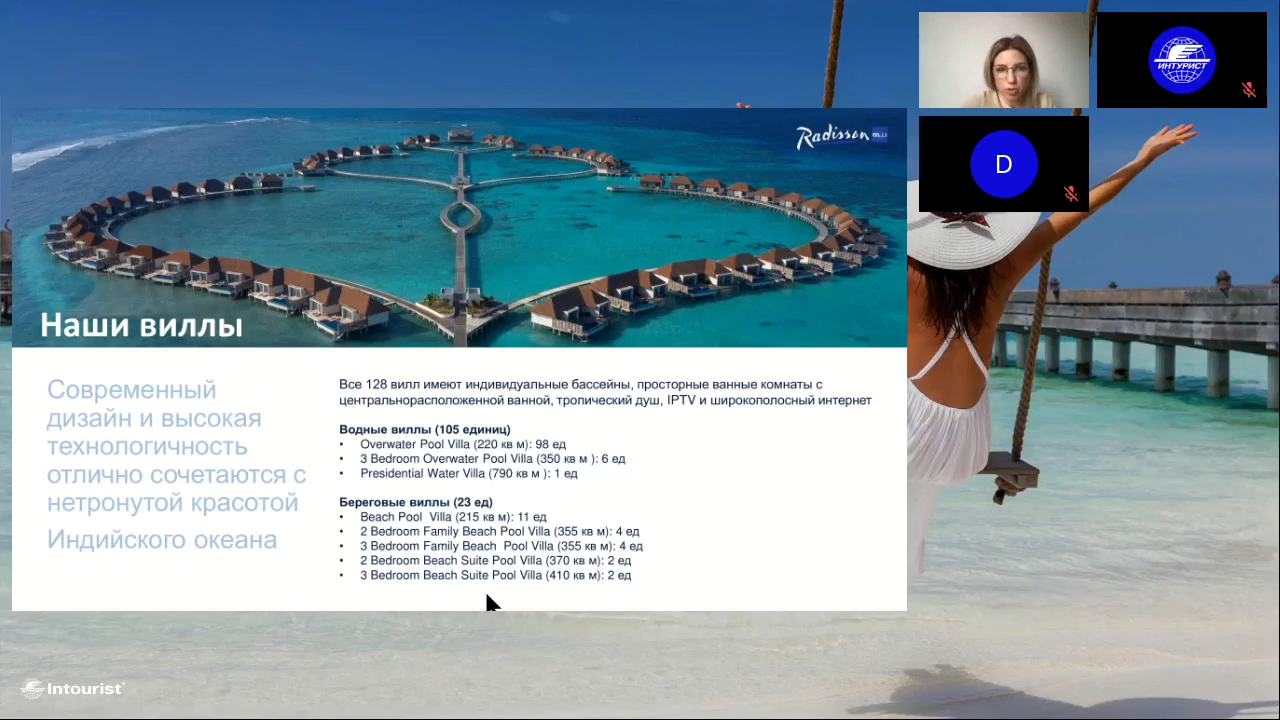 ИНТУРИСТ
Radisson BLU
D
Наши виллы
Современный
дизайн и высокая
технологичность
отлично сочетаются с
нетронутой красотой
Индийского океана
Все 128 вилл имеют индивидуальные бассейны, просторные ванные комнаты с
центральнорасположенной ванной, тропический душ, IPTV и широкополосный интернет
Водные виллы (105 единиц)
• Overwater Pool Villa (220 кв м): 98 ед
• 3 Bedroom Overwater Pool Villa (350 кв м ): 6 ед
• Presidential Water Villa (790 кв м ): 1 ед
Береговые виллы (23 ед)
• Beach Pool Villa (215 кв м): 11 ед
• 2 Bedroom Family Beach Pool Villa (355 кв м): 4 ед
• 3 Bedroom Family Beach Pool Villa (355 кв м): 4 ед
• 2 Bedroom Beach Suite Pool Villa (370 кв м): 2 ед
• 3 Bedroom Beach Suite Pool Villa (410 кв м): 2 ед
Intourist